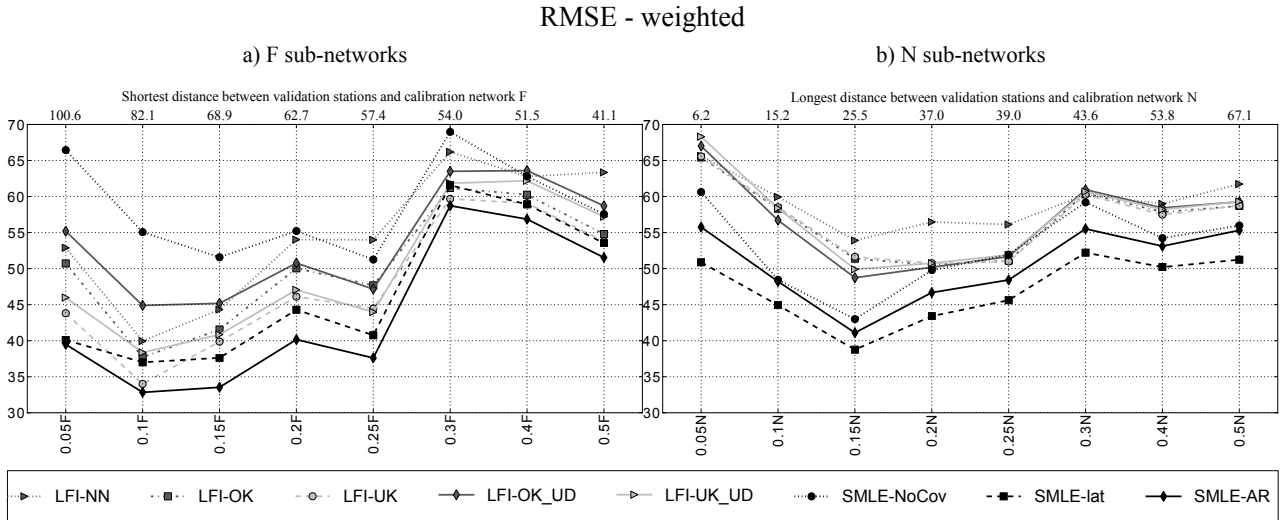 RMSE - weighted
a) F sub-networks
b) N sub-networks
Shortest distance between validation stations and calibration network F
100.6 82.1 68.9 62.7 57.4 54.0 51.5 41.1
70
65
60
55
50
45
40
35
30
0.05F 0.1F 0.15F 0.2F 0.25F 0.3F 0.4F 0.5F
Longest distance between validation stations and calibration network N
6.2 15.2 25.5 37.0 39.0 43.6 53.8 67.1
70
65
60
55
50
45
40
35
30
0.05N 0.1N 0.15N 0.2N 0.25N 0.3N 0.4N 0.5N
LFI-NN LFI-OK LFI-UK LFI-OK_UD LFI-UK_UD SMLE-NoCov SMLE-lat SMLE-AR